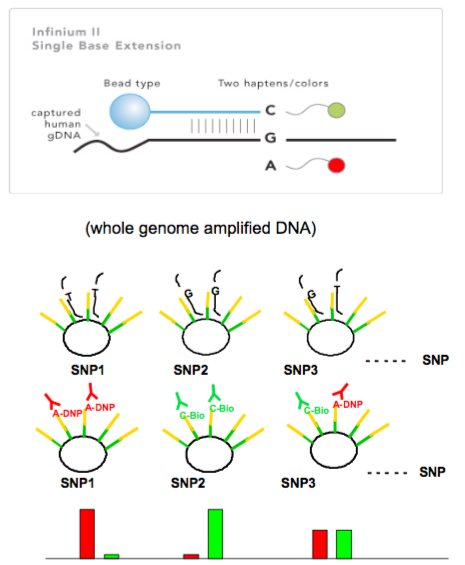 Infinium II
Single Base Extension
Bead type
Two haptens/colors
captured
human
gDNA
C
G
A
(whole genome amplified DNA)
T T G G G T
SNP1 SNP2 SNP3 ----- SNP
A-DNP A-DNP C-Bio C-Bio C-Bio A-DNP
SNP1 SNP2 SNP3 ----- SNP